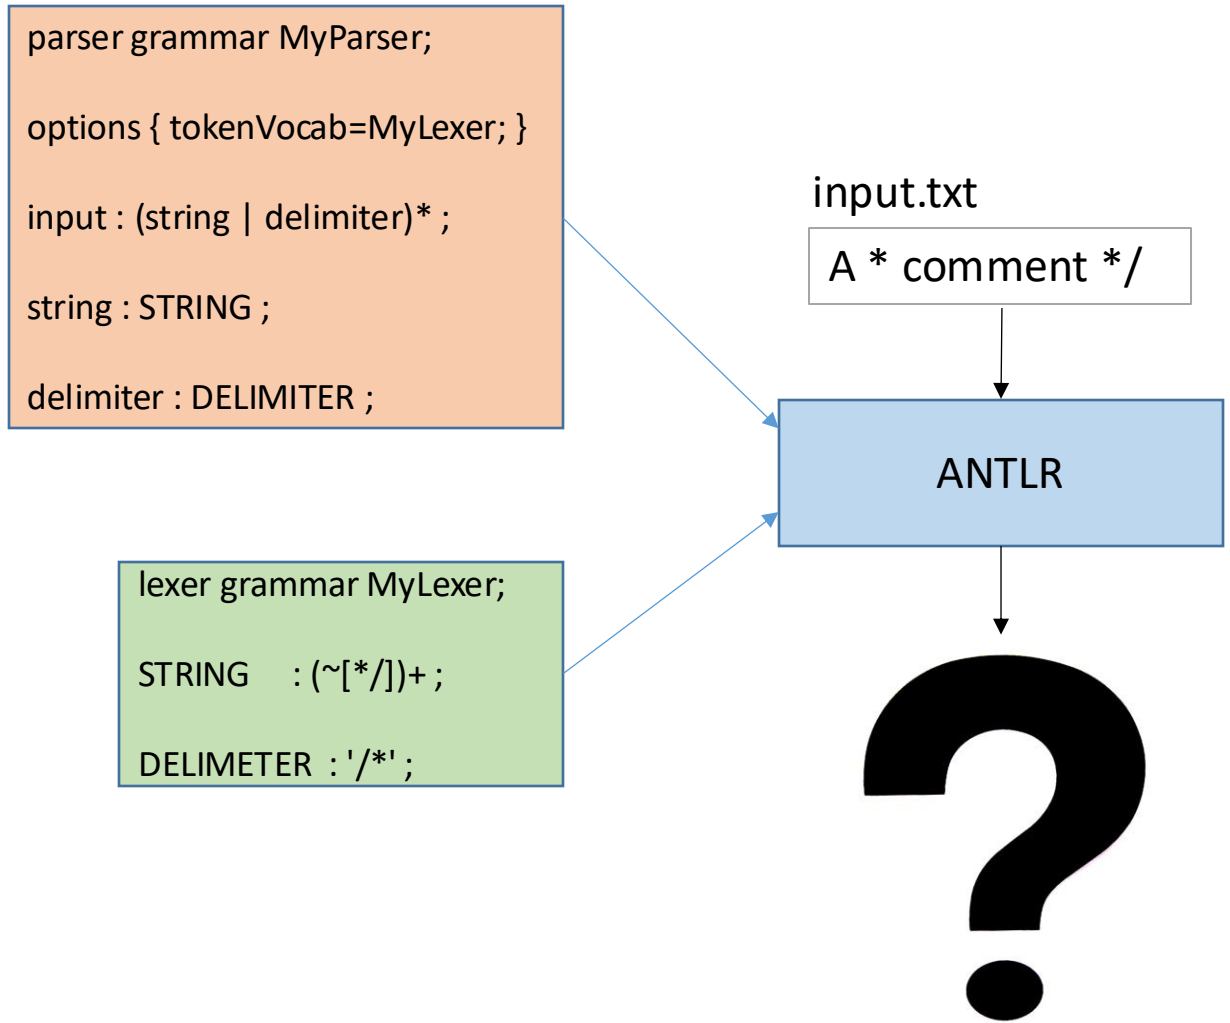 parser grammar MyParser;
options { tokenVocab=MyLexer; }
input : (string | delimiter)* ;
string : STRING ;
delimiter : DELIMITER ;
input.txt
A * comment */
ANTLR
lexer grammar MyLexer;
STRING : (~[*/])+ ;
DELIMETER : '/*' ;
?